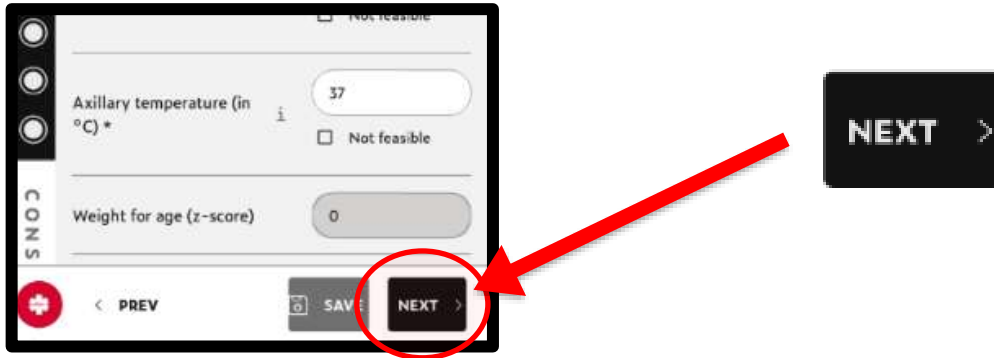 Not feasible
Axillary temperature (in
°C) *
i
37
Not feasible
Weight for age (z-score)
0
CONS
< PREV
SAVE
NEXT >
NEXT >